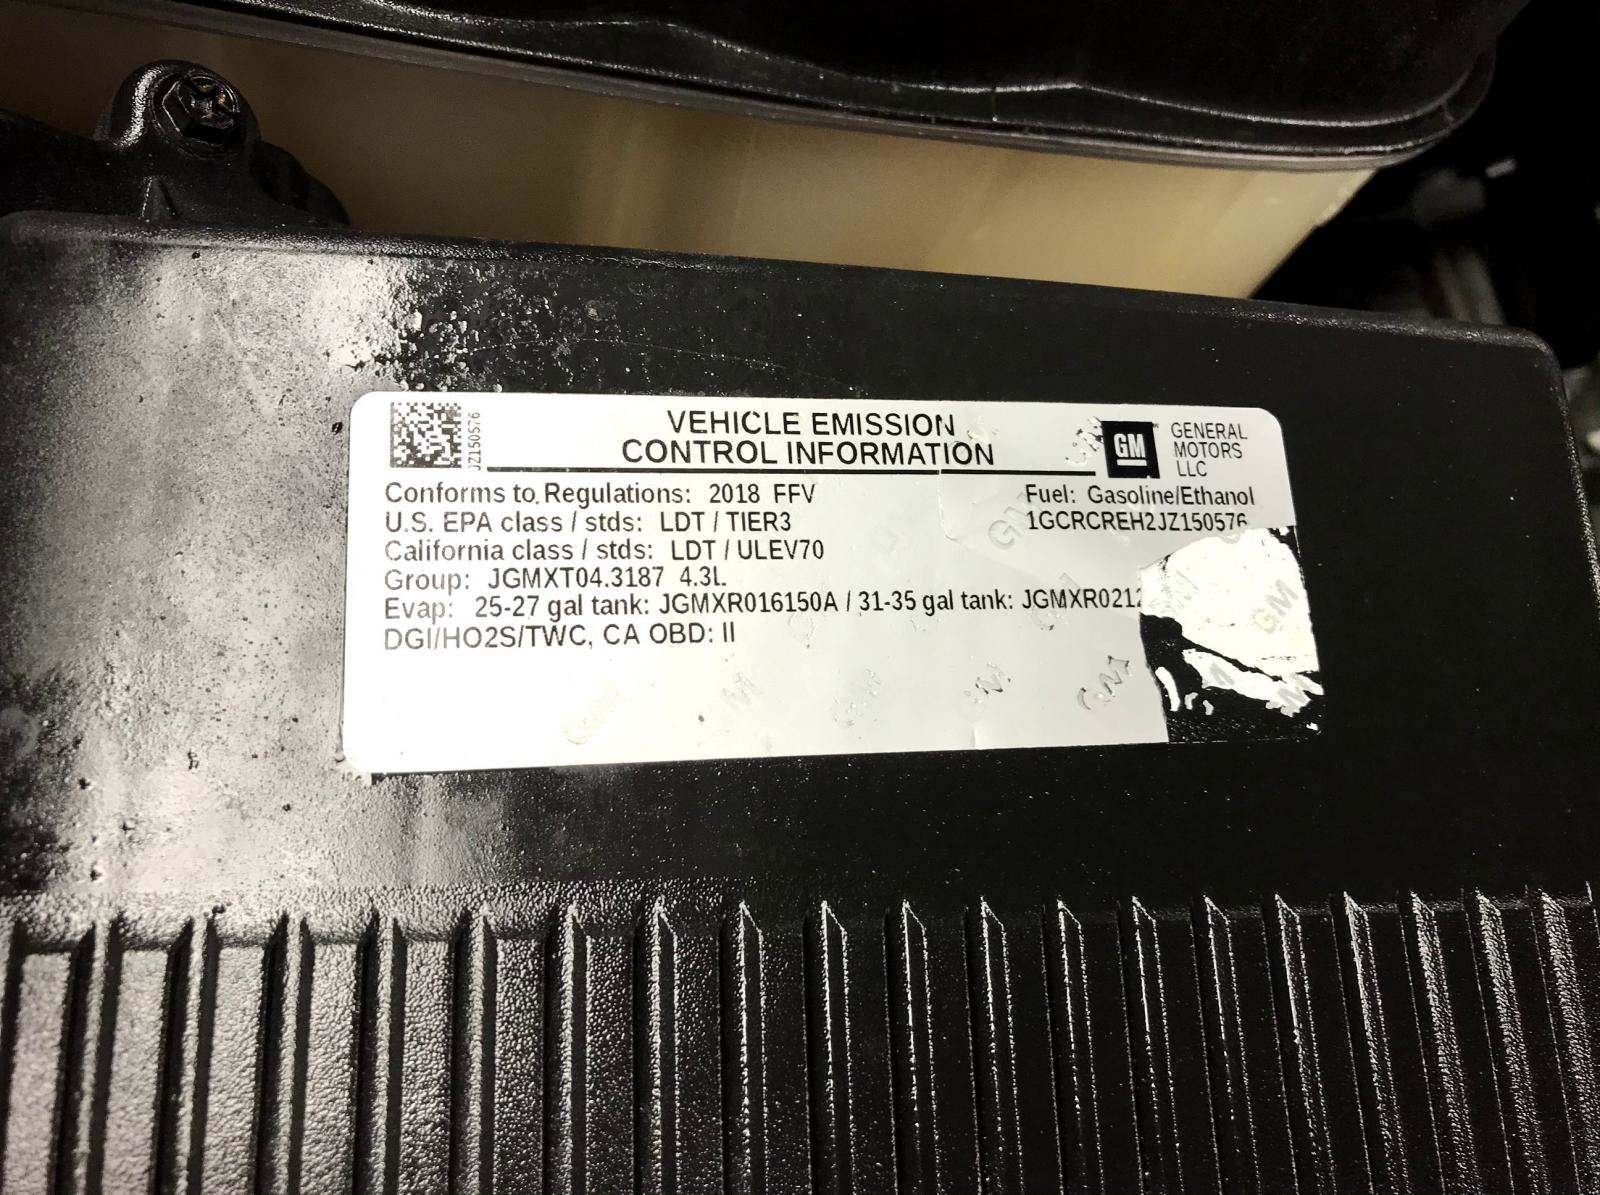 JZ150576
VEHICLE EMISSION
CONTROL INFORMATION
GM
GENERAL
MOTORS
LLC
Conforms to Regulations: 2018 FFV
Fuel: Gasoline/Ethanol
U.S. EPA class / stds: LDT / TIER3
1GCRCREH2JZ150576
California class / stds: LDT / ULEV70
Group: JGMXT04.3187 4.3L
Evap: 25-27 gal tank: JGMXR016150A / 31-35 gal tank: JGMXR0212
DGI/HO2S/TWC, CA OBD: II